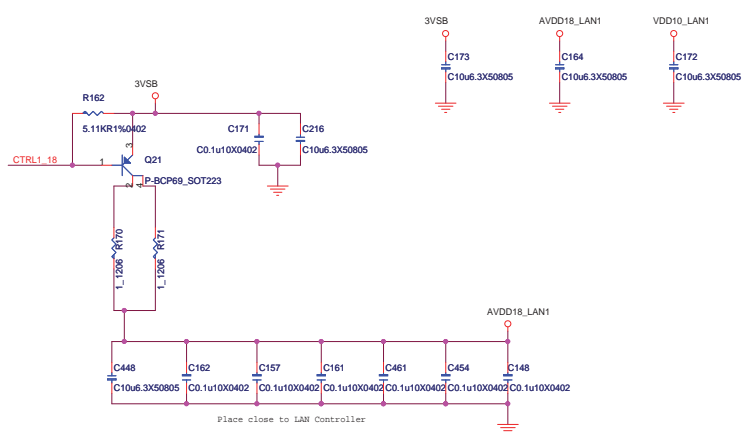 3VSB
AVDD18_LAN1
VDD10_LAN1
C173
C10u6.3X50805
C164
C10u6.3X50805
C172
C10u6.3X50805
3VSB
R162
5.11KR1%0402
C171
C0.1u10X0402
C216
C10u6.3X50805
CTRL1_18
1
3
Q21
P-BCP69_SOT223
2
4
R170
1_1206
R171
1_1206
AVDD18_LAN1
C448
C10u6.3X50805
C162
C0.1u10X0402
C157
C0.1u10X0402
C161
C0.1u10X0402
C461
C0.1u10X0402
C454
C0.1u10X0402
C148
C0.1u10X0402
Place close to LAN Controller